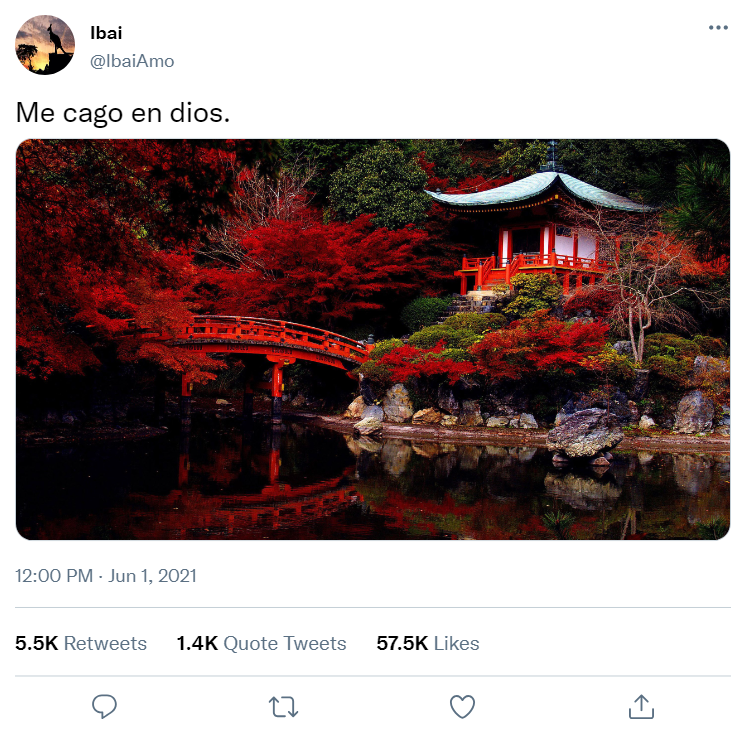 Ibai
@IbaiAmo
Me cago en dios.
12:00 PM · Jun 1, 2021
5.5K Retweets 1.4K Quote Tweets 57.5K Likes